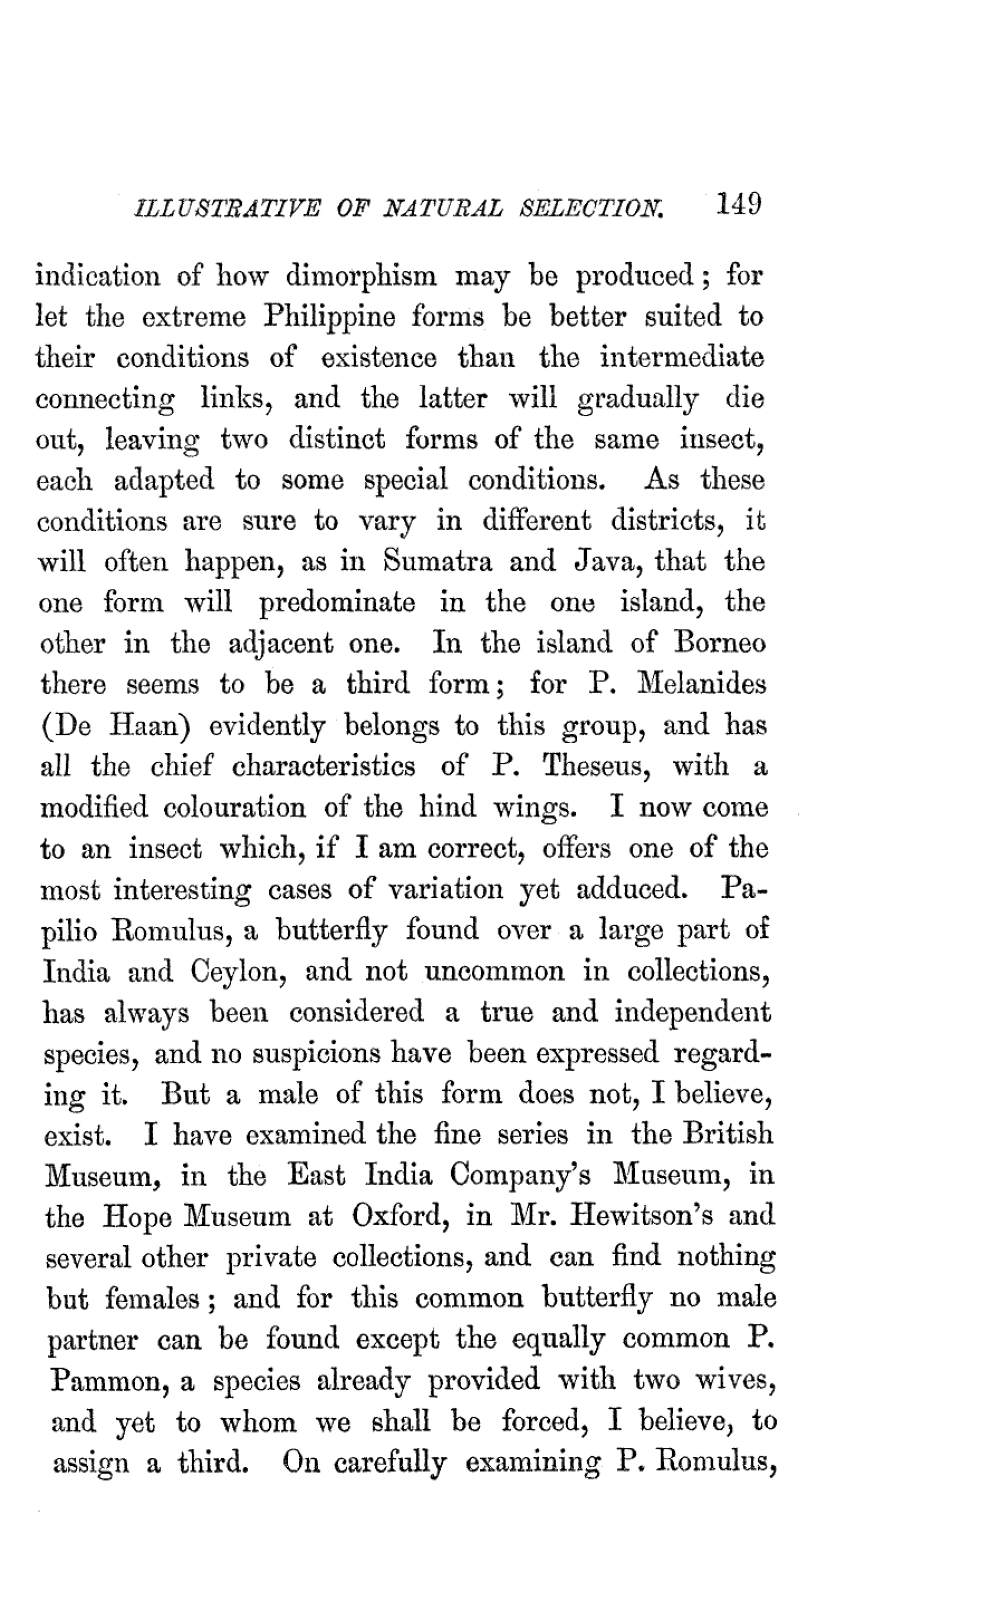 ILLUSTRATIVE OF NATURAL SELECTION. 149
indication of how dimorphism may be produced ; for
let the extreme Philippine forms be better suited to
their conditions of existence than the intermediate
connecting links, and the latter will gradually die
out, leaving two distinct forms of the same insect,
each adapted to some special conditions. As these
conditions are sure to vary in different districts, it
will often happen, as in Sumatra and Java, that the
one form will predominate in the one island, the
other in the adjacent one. In the island of Borneo
there seems to be a third form ; for P. Melanides
(De Haan) evidently belongs to this group, and has
all the chief characteristics of P. Theseus, with a
modified colouration of the hind wings. I now come
to an insect which, if I am correct, offers one of the
most interesting cases of variation yet adduced. Pa-
pilio Romulus, a butterfly found over a large part of
India and Ceylon, and not uncommon in collections,
has always been considered a true and independent
species, and no suspicions have been expressed regard-
ing it. But a male of this form does not, I believe,
exist. I have examined the fine series in the British
Museum, in the East India Company's Museum, in
the Hope Museum at Oxford, in Mr. Hewitson's and
several other private collections, and can find nothing
but females ; and for this common butterfly no male
partner can be found except the equally common P.
Pammon, a species already provided with two wives,
and yet to whom we shall be forced, I believe, to
assign a third. On carefully examining P. Romulus,